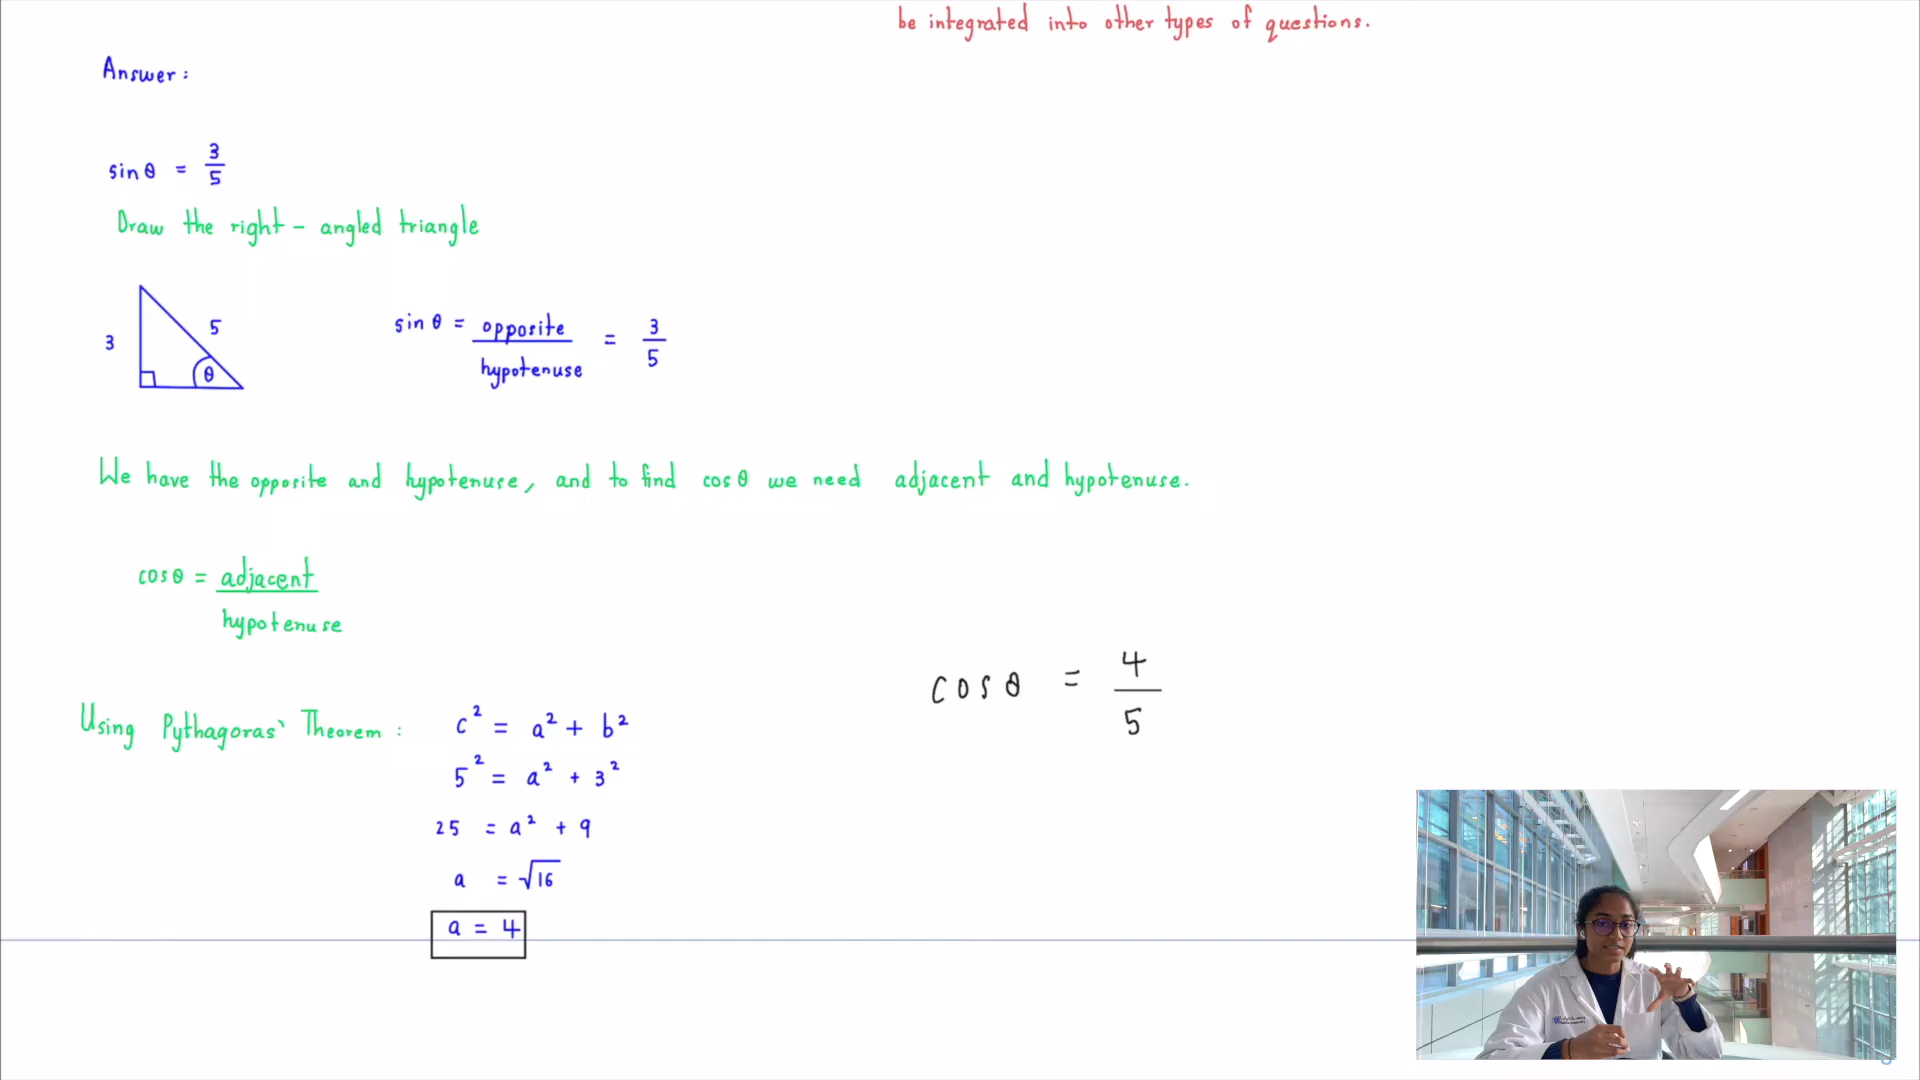 be integrated into other types of questions.
Answer:
sin θ = 3/5
Draw the right - angled triangle
3
5
θ
sin θ = opposite/hypotenuse = 3/5
We have the opposite and hypotenuse, and to find cos θ we need adjacent and hypotenuse.
cos θ = adjacent/hypotenuse
cos θ = 4/5
Using Pythagoras' Theorem :
c² = a² + b²
5² = a² + 3²
25 = a² + 9
a = √16
a = 4